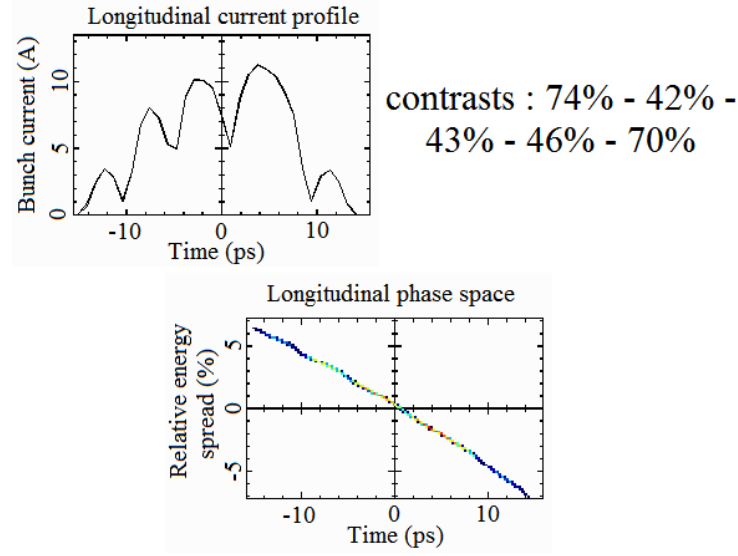 Longitudinal current profile
Bunch current (A)
10
5
0
-10
0
10
Time (ps)
contrasts : 74% - 42% -
43% - 46% - 70%
Longitudinal phase space
Relative energy
spread (%)
5
0
-5
-10
0
10
Time (ps)